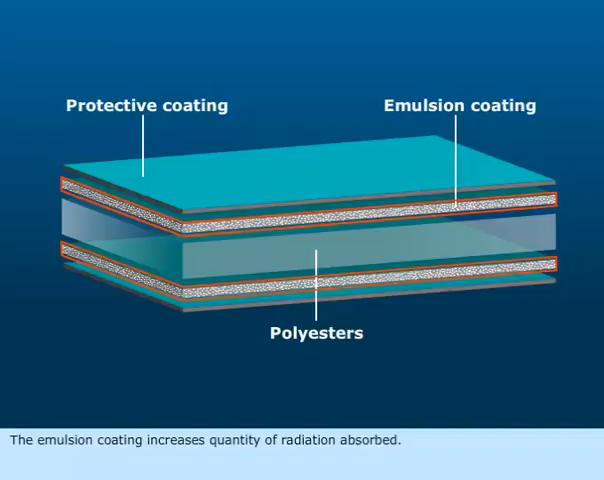 Protective coating
Emulsion coating
Polyesters
The emulsion coating increases quantity of radiation absorbed.